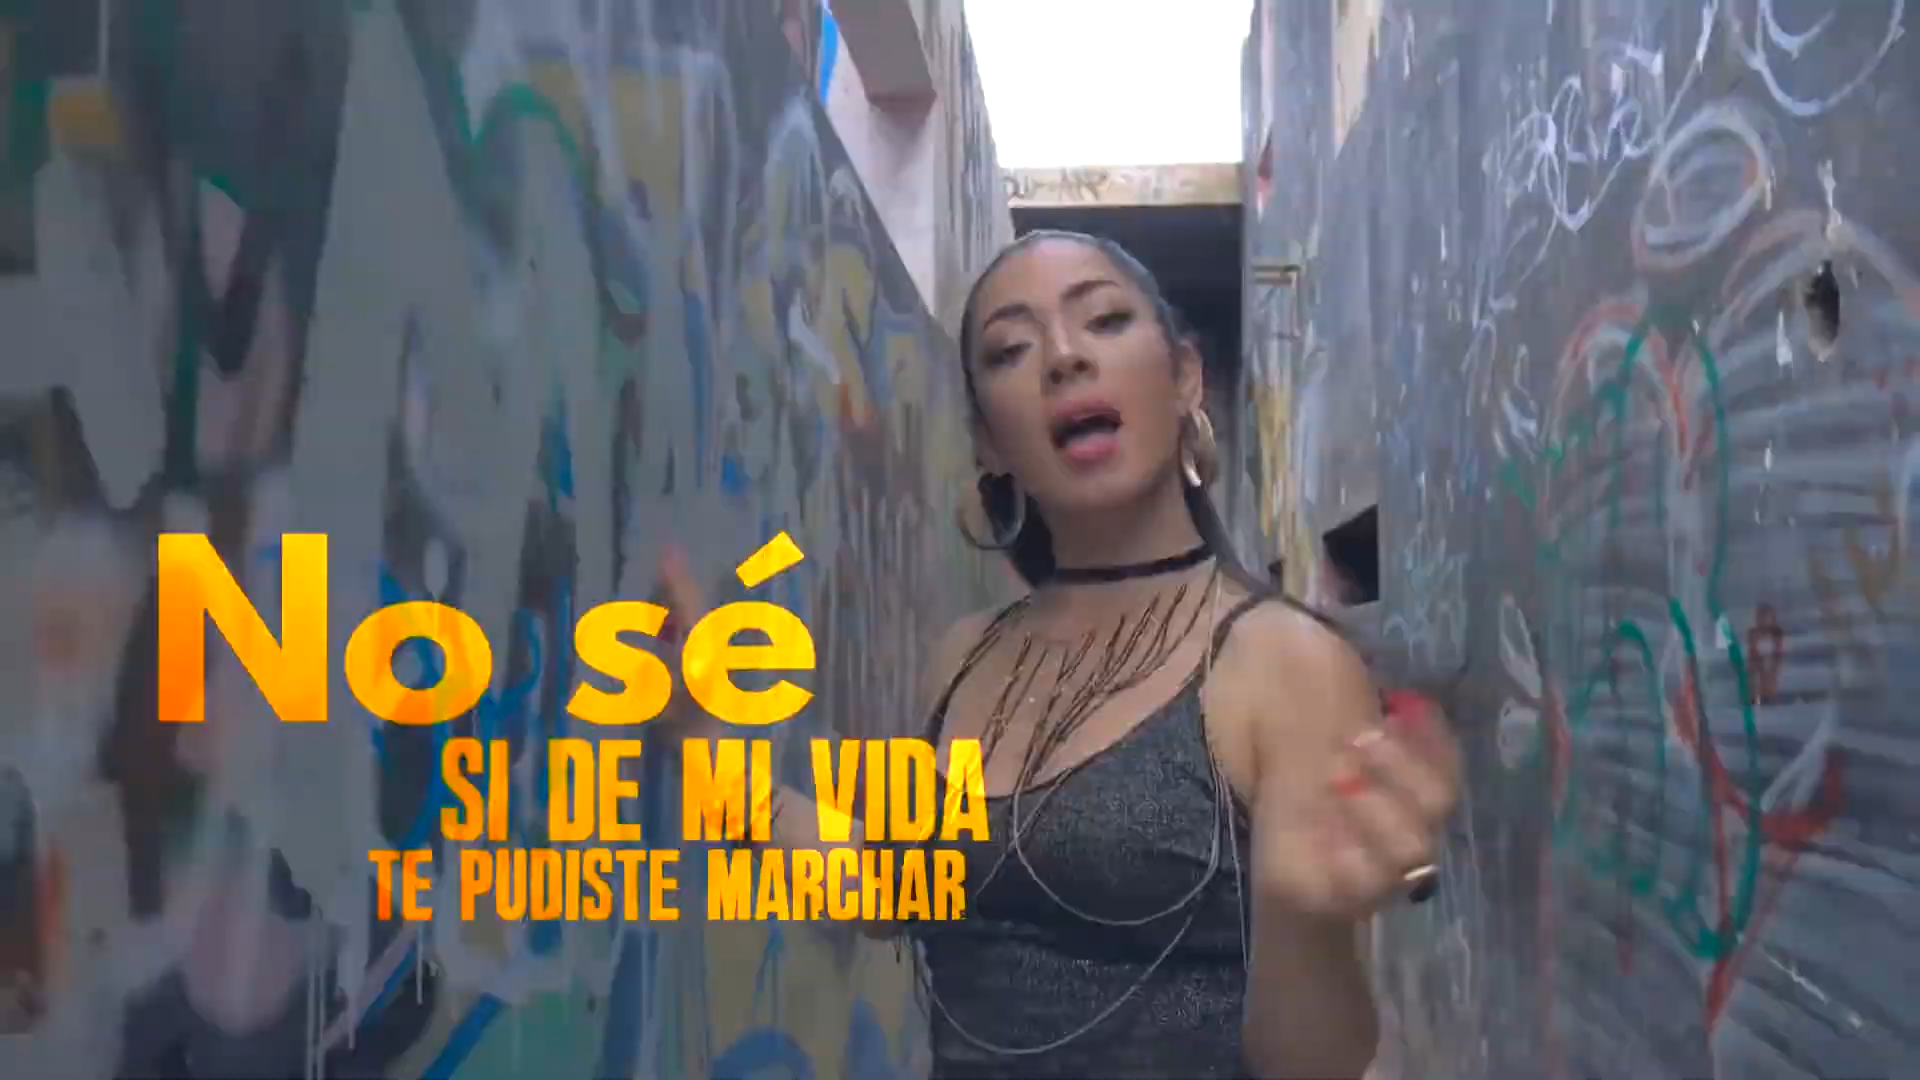 No sé
SI DE MI VIDA
TE PUDISTE MARCHAR